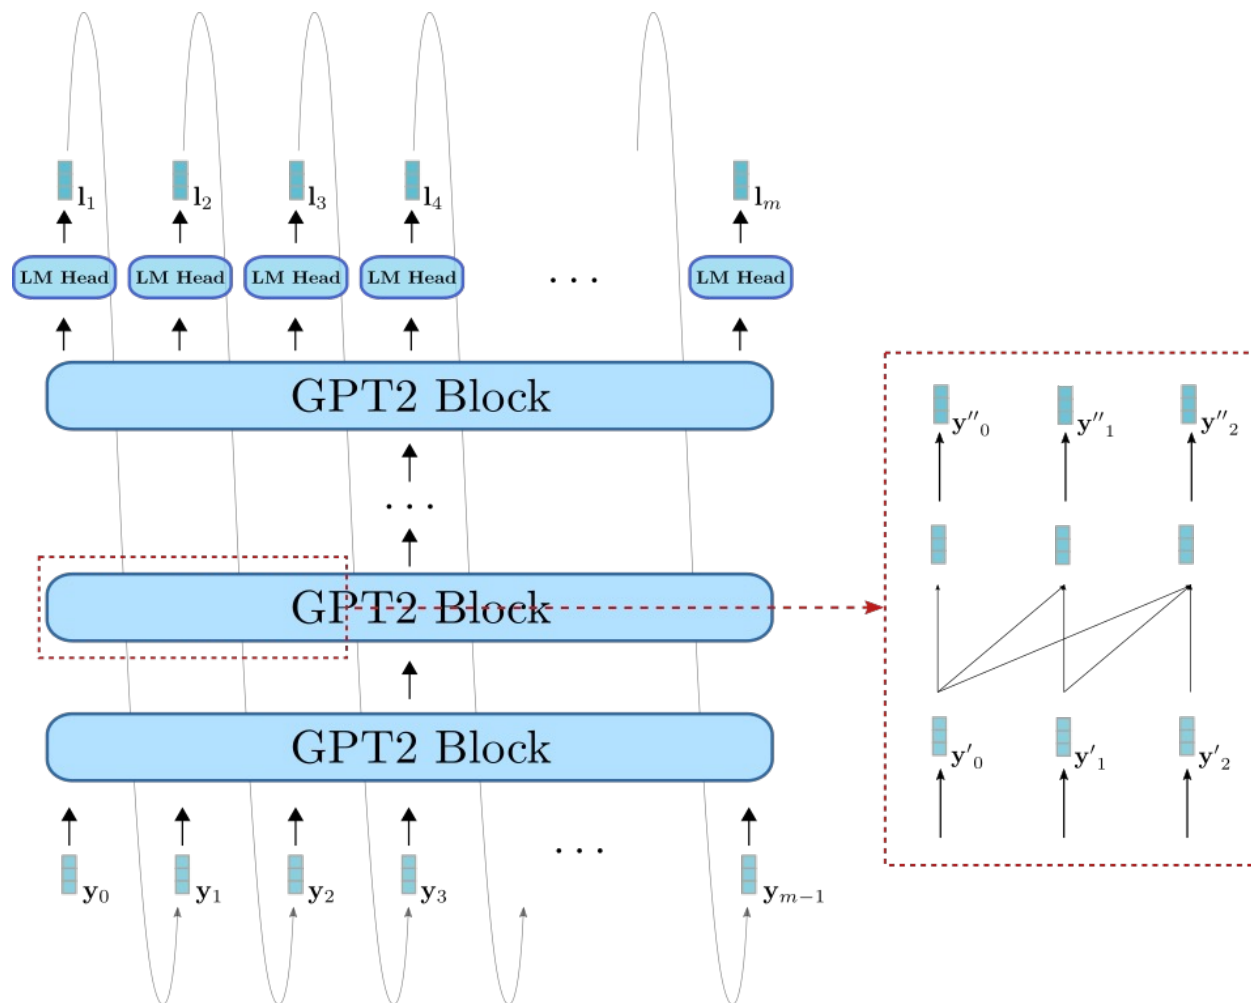 l₁ l₂ l₃ l₄ lₘ
LM Head LM Head LM Head LM Head . . . LM Head
GPT2 Block
. . .
GPT2 Block
GPT2 Block
. . .
y₀ y₁ y₂ y₃ yₘ₋₁
y″₀ y″₁ y″₂
y′₀ y′₁ y′₂